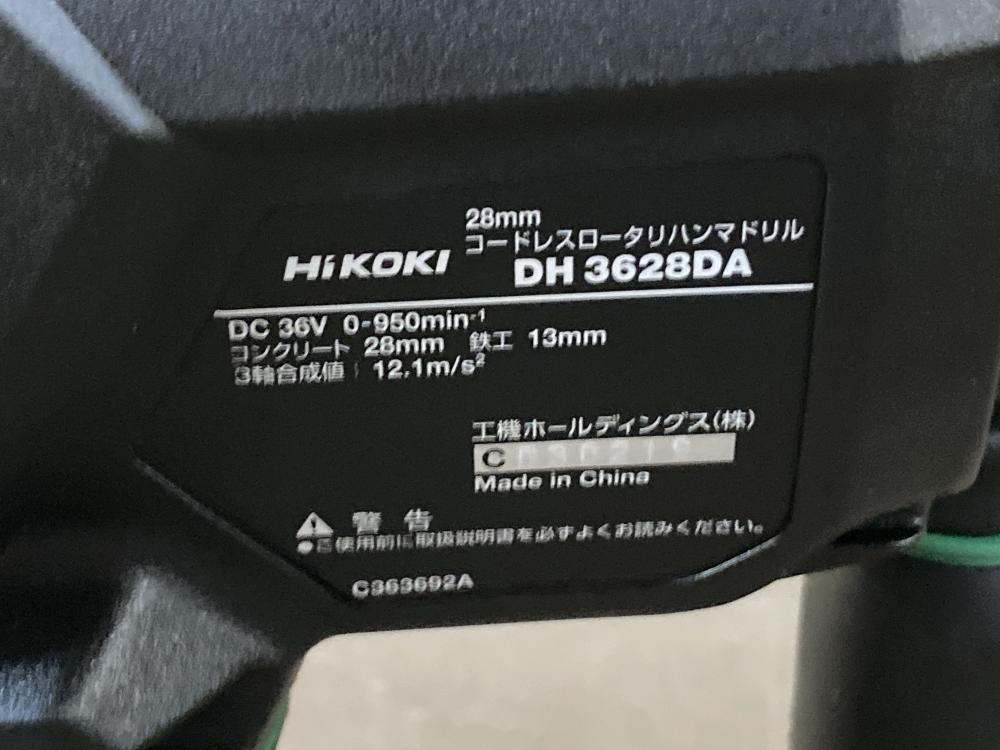 28mm
コードレスロータリハンマドリル
HiKOKI DH 3628DA
DC 36V 0-950min⁻¹
コンクリート 28mm 鉄工 13mm
3軸合成値: 12.1m/s²
工機ホールディングス(株)
C
Made in China
⚠ 警告
●ご使用前に取扱説明書を必ずよくお読みください。
C363692A